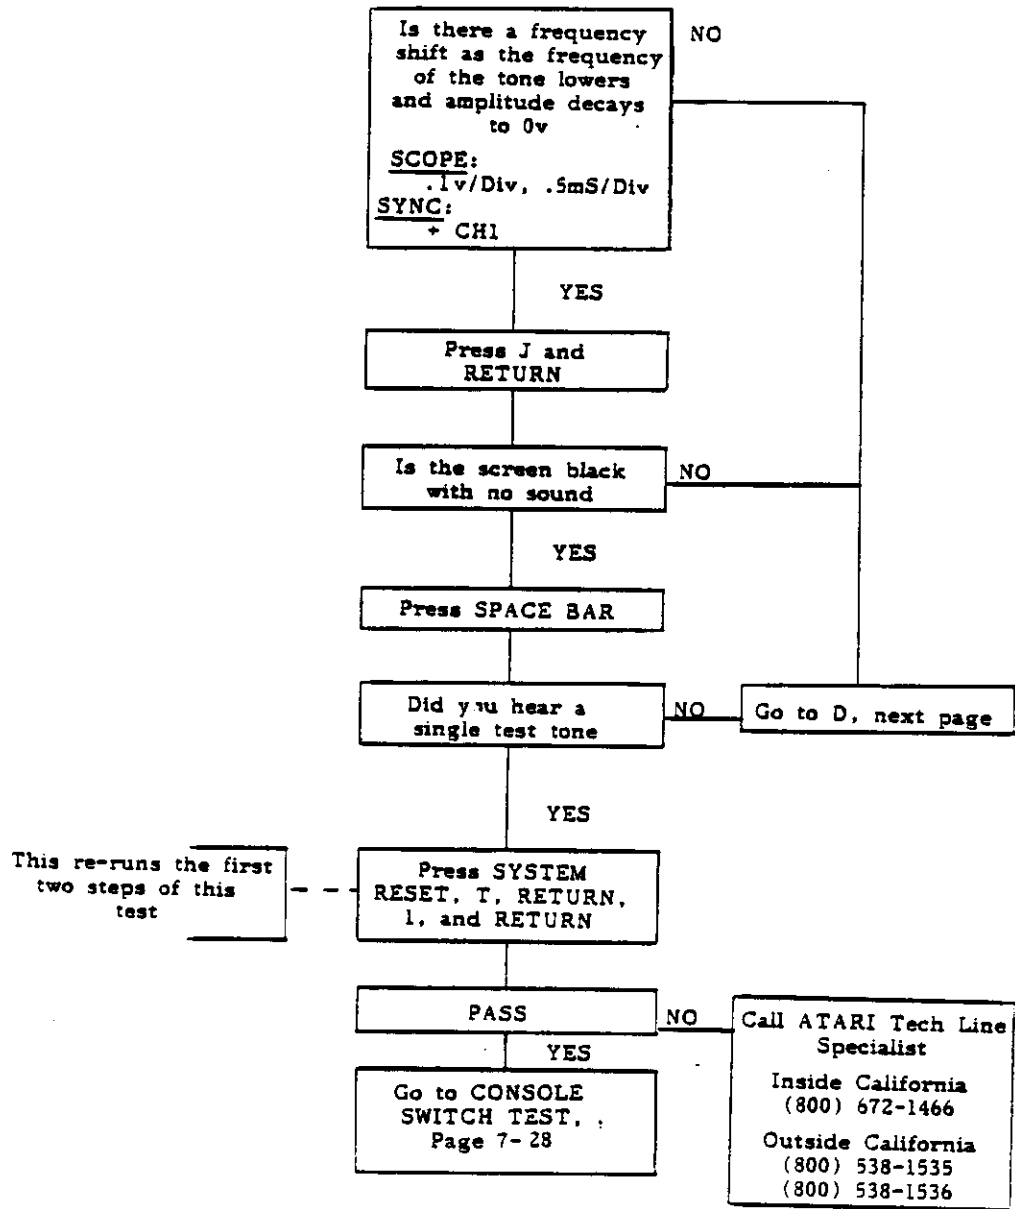 Is there a frequency
shift as the frequency
of the tone lowers
and amplitude decays
to 0v
SCOPE:
.1v/Div, .5mS/Div
SYNC:
+ CH1
NO
YES
Press J and
RETURN
Is the screen black
with no sound
NO
YES
Press SPACE BAR
Did you hear a
single test tone
NO
Go to D, next page
YES
This re-runs the first
two steps of this
test
Press SYSTEM
RESET, T, RETURN,
1, and RETURN
PASS
NO
YES
Call ATARI Tech Line
Specialist
Inside California
(800) 672-1466
Outside California
(800) 538-1535
(800) 538-1536
Go to CONSOLE
SWITCH TEST,
Page 7-28